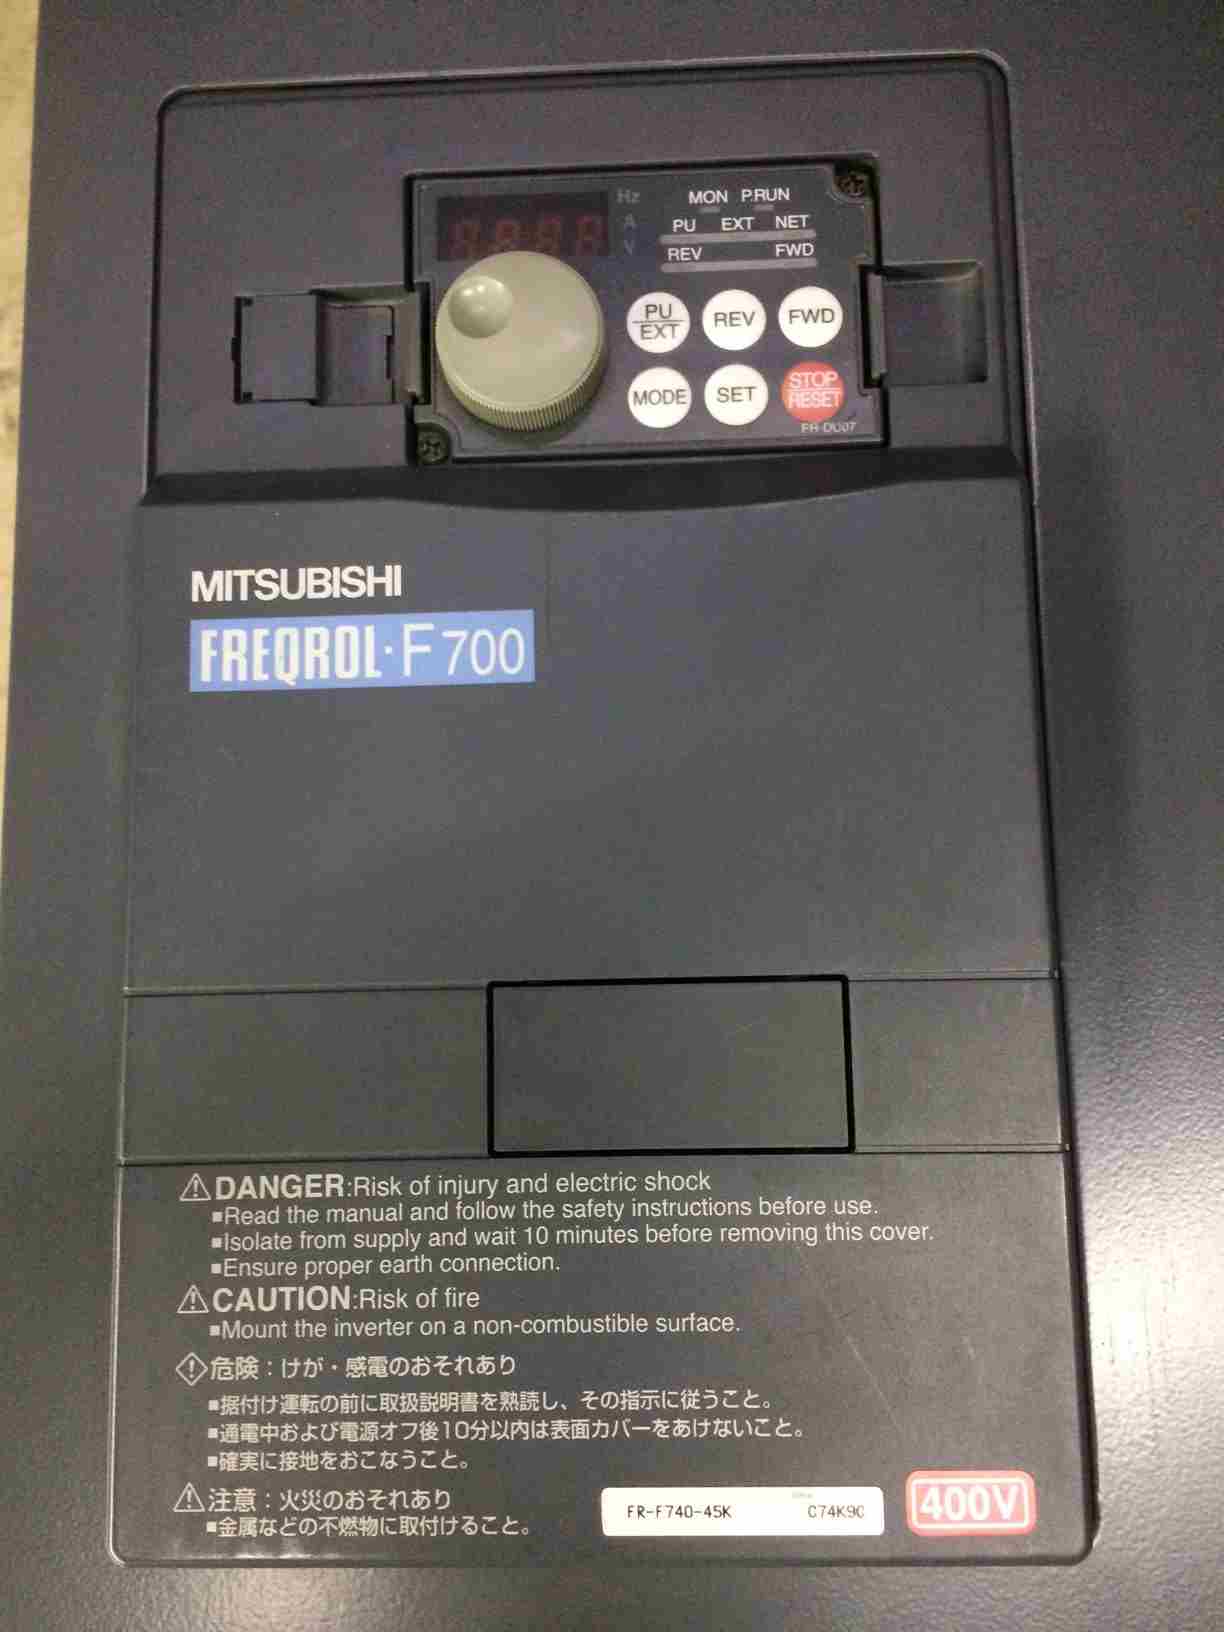 Hz
MON P.RUN
A
PU EXT NET
V
REV FWD
PU EXT
REV
FWD
MODE
SET
STOP RESET
FR-DU07
MITSUBISHI
FREQROL·F700
⚠DANGER:Risk of injury and electric shock
■Read the manual and follow the safety instructions before use.
■Isolate from supply and wait 10 minutes before removing this cover.
■Ensure proper earth connection.
⚠CAUTION:Risk of fire
■Mount the inverter on a non-combustible surface.
危険：けが・感電のおそれあり
■据付け運転の前に取扱説明書を熟読し、その指示に従うこと。
■通電中および電源オフ後10分以内は表面カバーをあけないこと。
■確実に接地をおこなうこと。
⚠注意：火災のおそれあり
■金属などの不燃物に取付けること。
FR-F740-45K C74K9C
400V